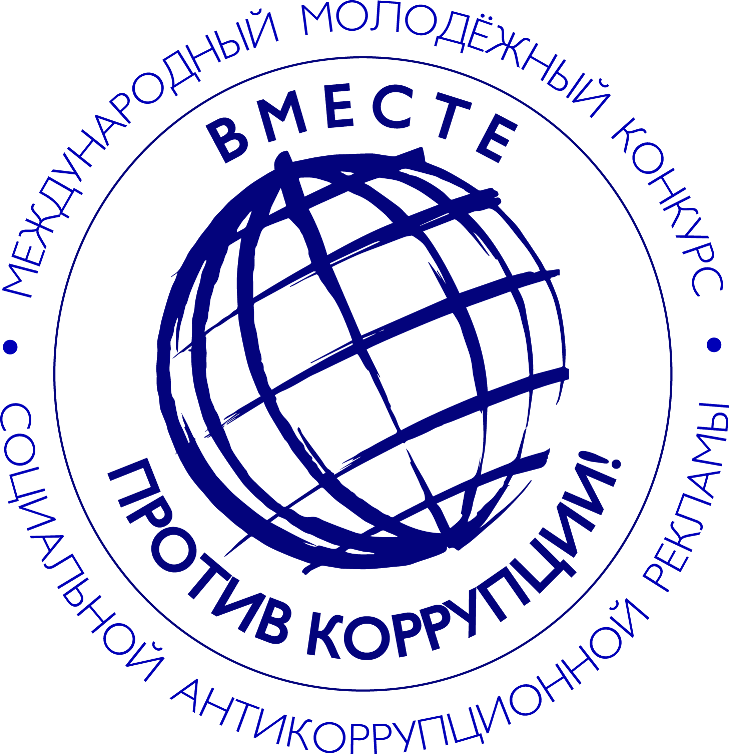 МЕЖДУНАРОДНЫЙ МОЛОДЁЖНЫЙ КОНКУРС
ВМЕСТЕ
ПРОТИВ КОРРУПЦИИ!
СОЦИАЛЬНОЙ АНТИКОРРУПЦИОННОЙ РЕКЛАМЫ